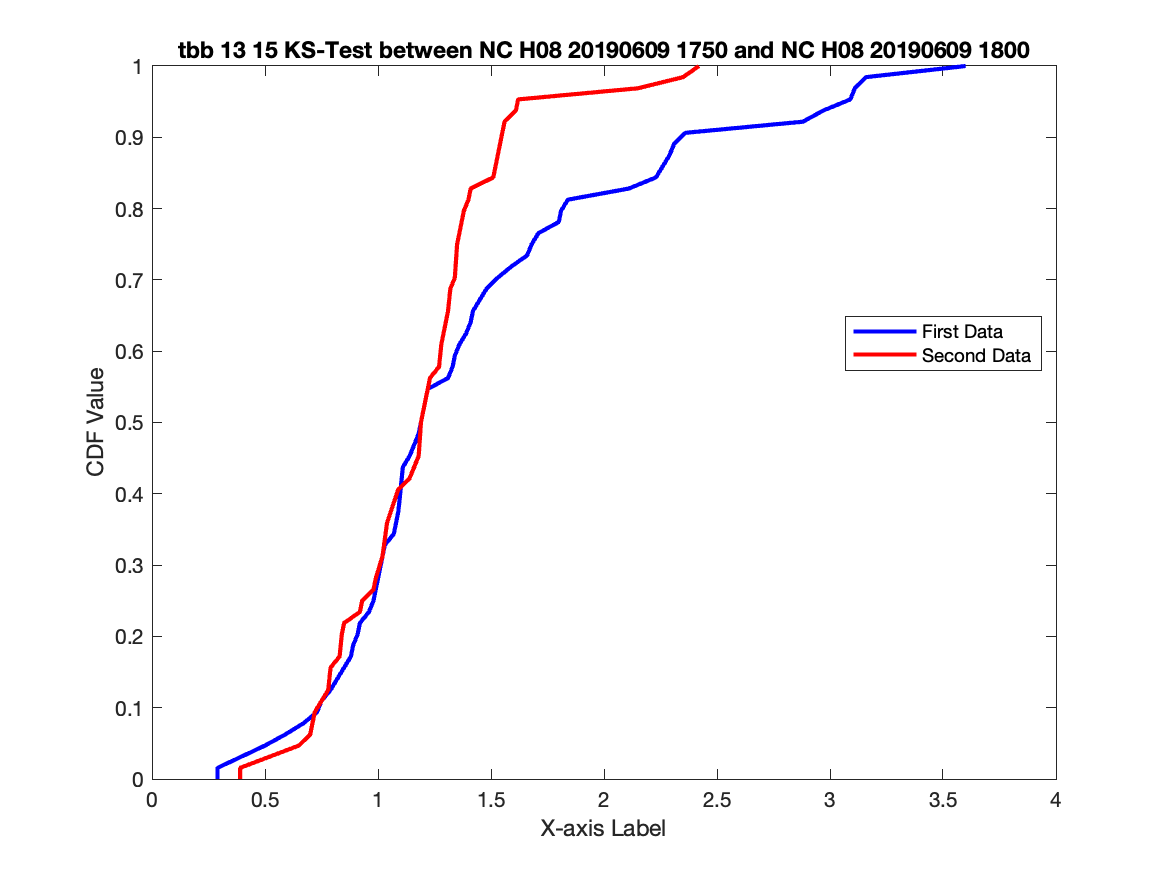 tbb 13 15 KS-Test between NC H08 20190609 1750 and NC H08 20190609 1800
1
0.9
0.8
0.7
0.6
0.5
0.4
0.3
0.2
0.1
0
CDF Value
First Data
Second Data
0 0.5 1 1.5 2 2.5 3 3.5 4
X-axis Label